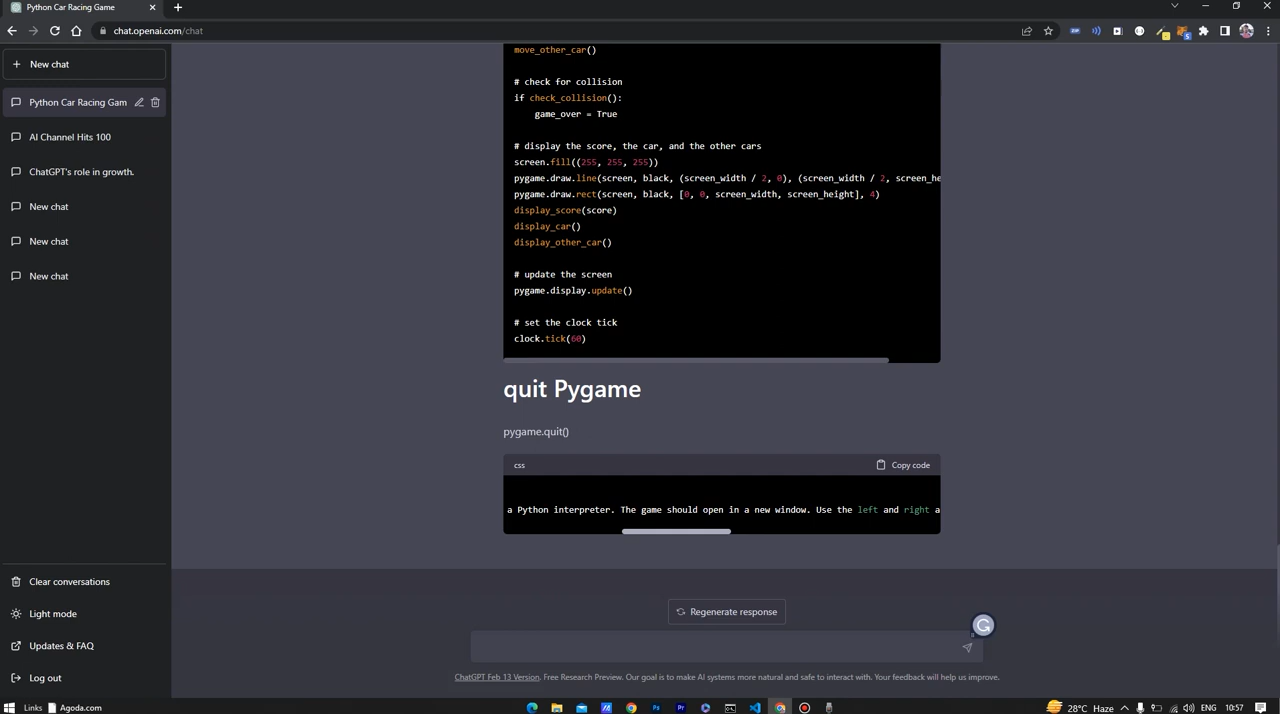 Python Car Racing Game
chat.openai.com/chat
New chat
Python Car Racing Gam
AI Channel Hits 100
ChatGPT's role in growth.
New chat
New chat
New chat
Clear conversations
Light mode
Updates & FAQ
Log out
move_other_car()
# check for collision
if check_collision():
game_over = True
# display the score, the car, and the other cars
screen.fill((255, 255, 255))
pygame.draw.line(screen, black, (screen_width / 2, 0), (screen_width / 2, screen_he
pygame.draw.rect(screen, black, [0, 0, screen_width, screen_height], 4)
display_score(score)
display_car()
display_other_car()
# update the screen
pygame.display.update()
# set the clock tick
clock.tick(60)
quit Pygame
pygame.quit()
css
Copy code
a Python interpreter. The game should open in a new window. Use the left and right a
Regenerate response
ChatGPT Feb 13 Version. Free Research Preview. Our goal is to make AI systems more natural and safe to interact with. Your feedback will help us improve.
Links
Agoda.com
28°C Haze
ENG
10:57